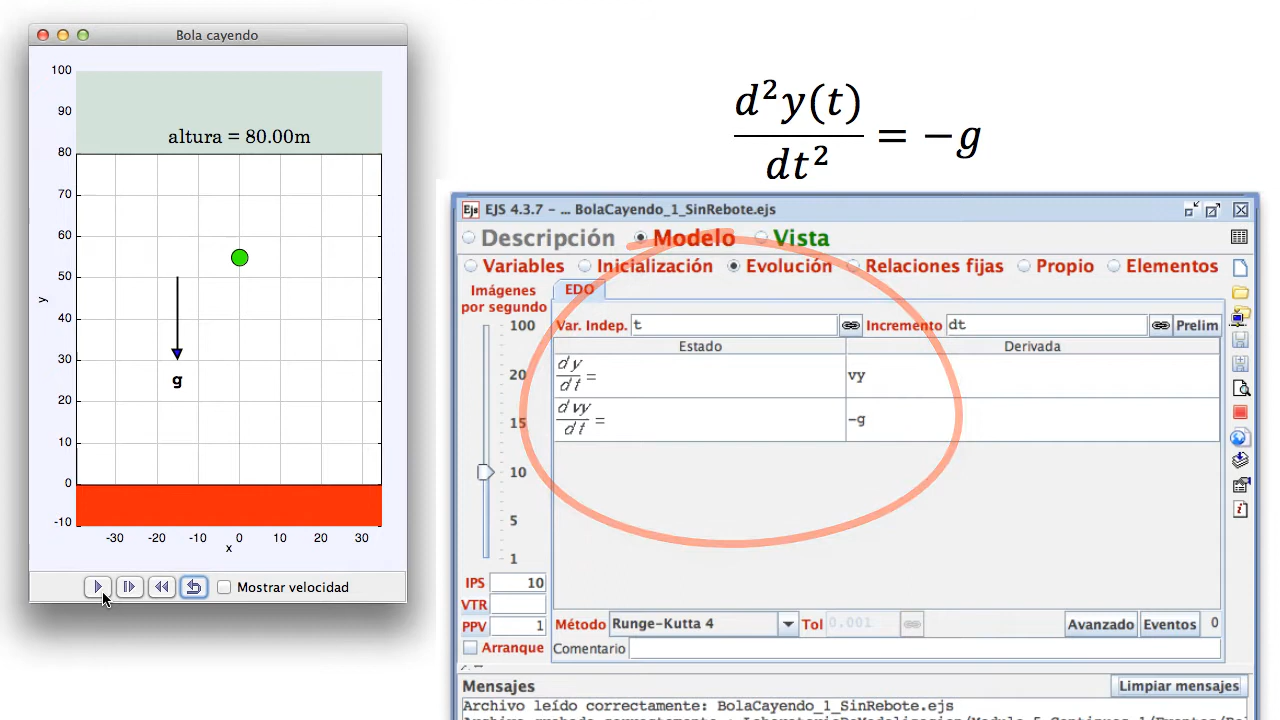 Bola cayendo
100
90
altura = 80.00m
80
70
60
50
40
30
20
10
0
-10
y
g
-30 -20 -10 0 10 20 30
x
Mostrar velocidad
d²y(t)
dt²
= −g
Ejs EJS 4.3.7 - ... BolaCayendo_1_SinRebote.ejs
Descripción Modelo Vista
Variables Inicialización Evolución Relaciones fijas Propio Elementos
Imágenes
por segundo
100
20
15
10
5
1
IPS 10
VTR
PPV 1
Arranque
EDO
Var. Indep. t Incremento dt Prelim
Estado Derivada
d y
d t = vy
d vy
d t = -g
Método Runge-Kutta 4 Tol 0.001 Avanzado Eventos 0
Comentario
Mensajes Limpiar mensajes
Archivo leído correctamente: BolaCayendo_1_SinRebote.ejs